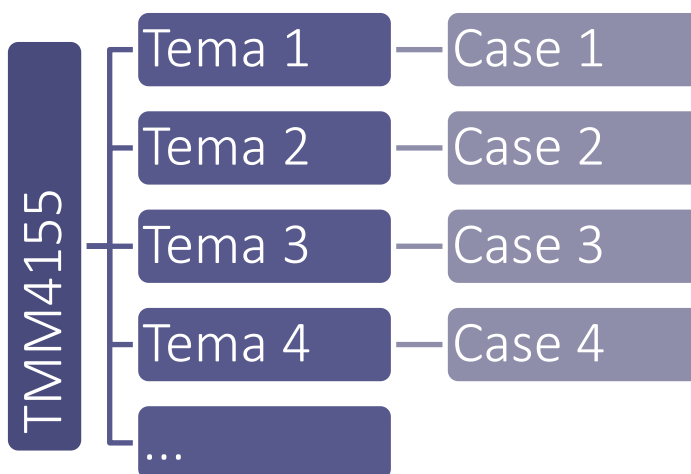 TMM4155
Tema 1
Case 1
Tema 2
Case 2
Tema 3
Case 3
Tema 4
Case 4
...